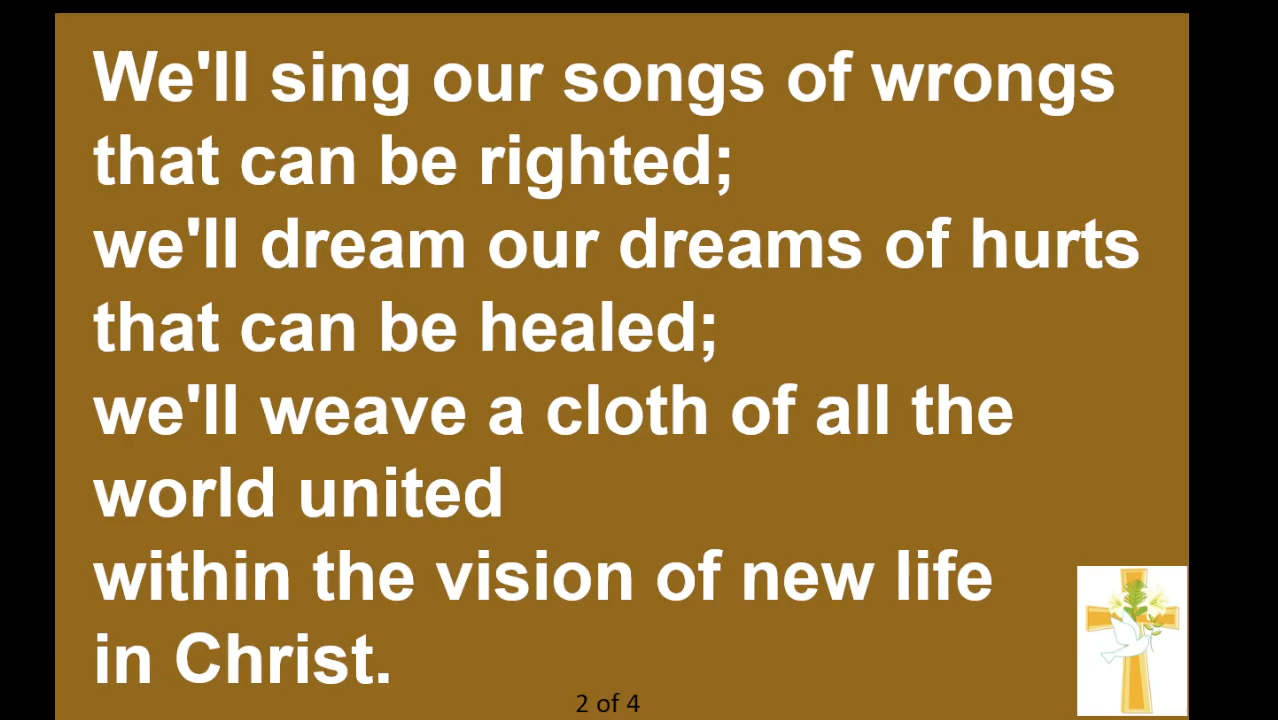 We'll sing our songs of wrongs
that can be righted;
we'll dream our dreams of hurts
that can be healed;
we'll weave a cloth of all the
world united
within the vision of new life
in Christ.
2 of 4